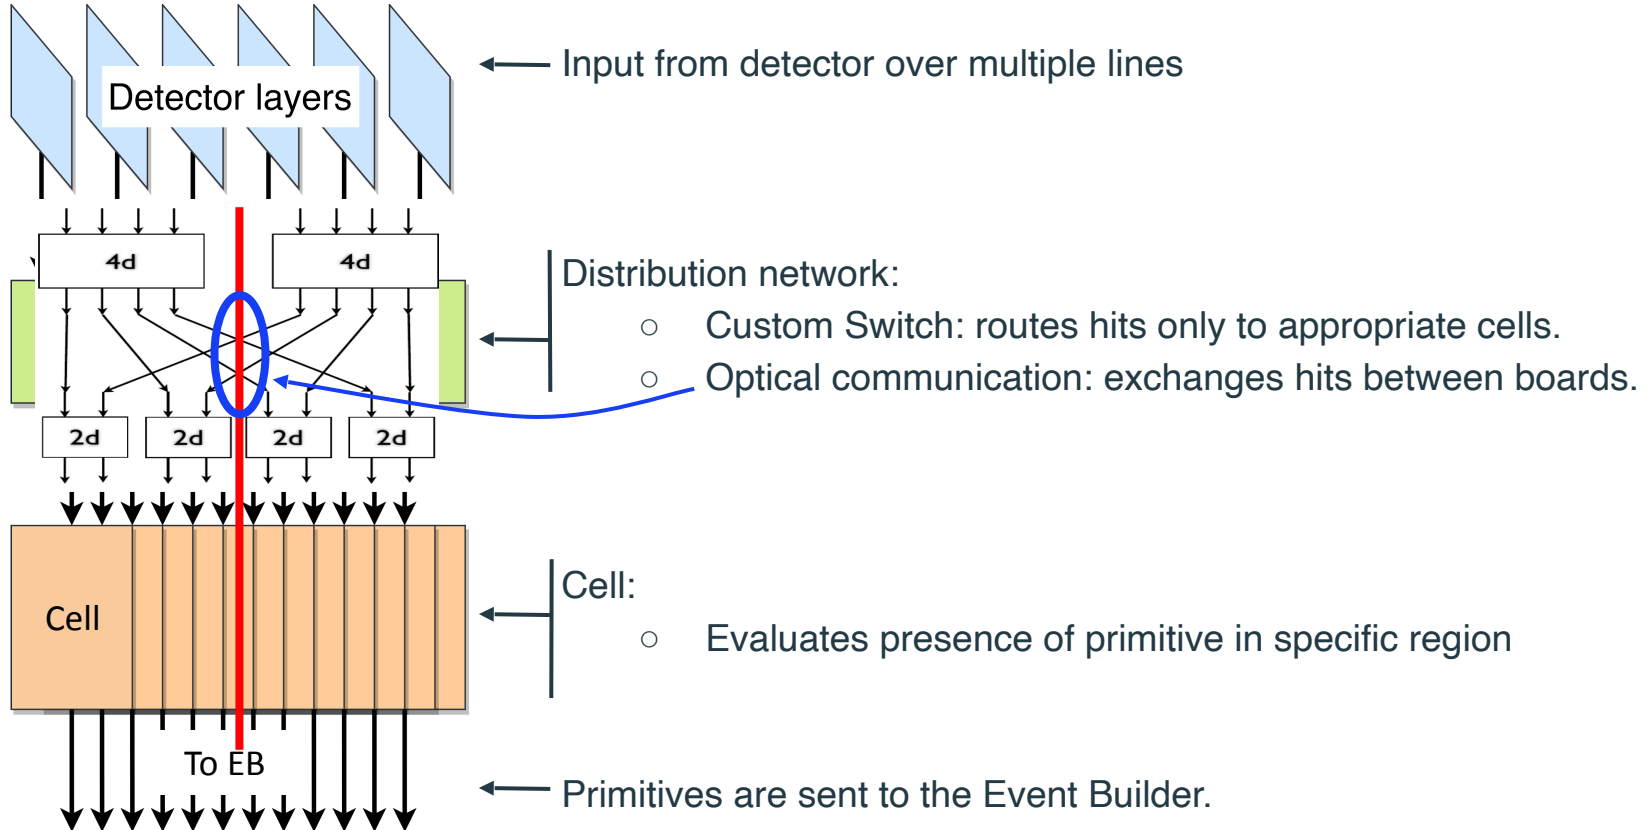 Input from detector over multiple lines
Detector layers
4d 4d
Distribution network:
○ Custom Switch: routes hits only to appropriate cells.
○ Optical communication: exchanges hits between boards.
2d 2d 2d 2d
Cell:
Cell
○ Evaluates presence of primitive in specific region
To EB
Primitives are sent to the Event Builder.